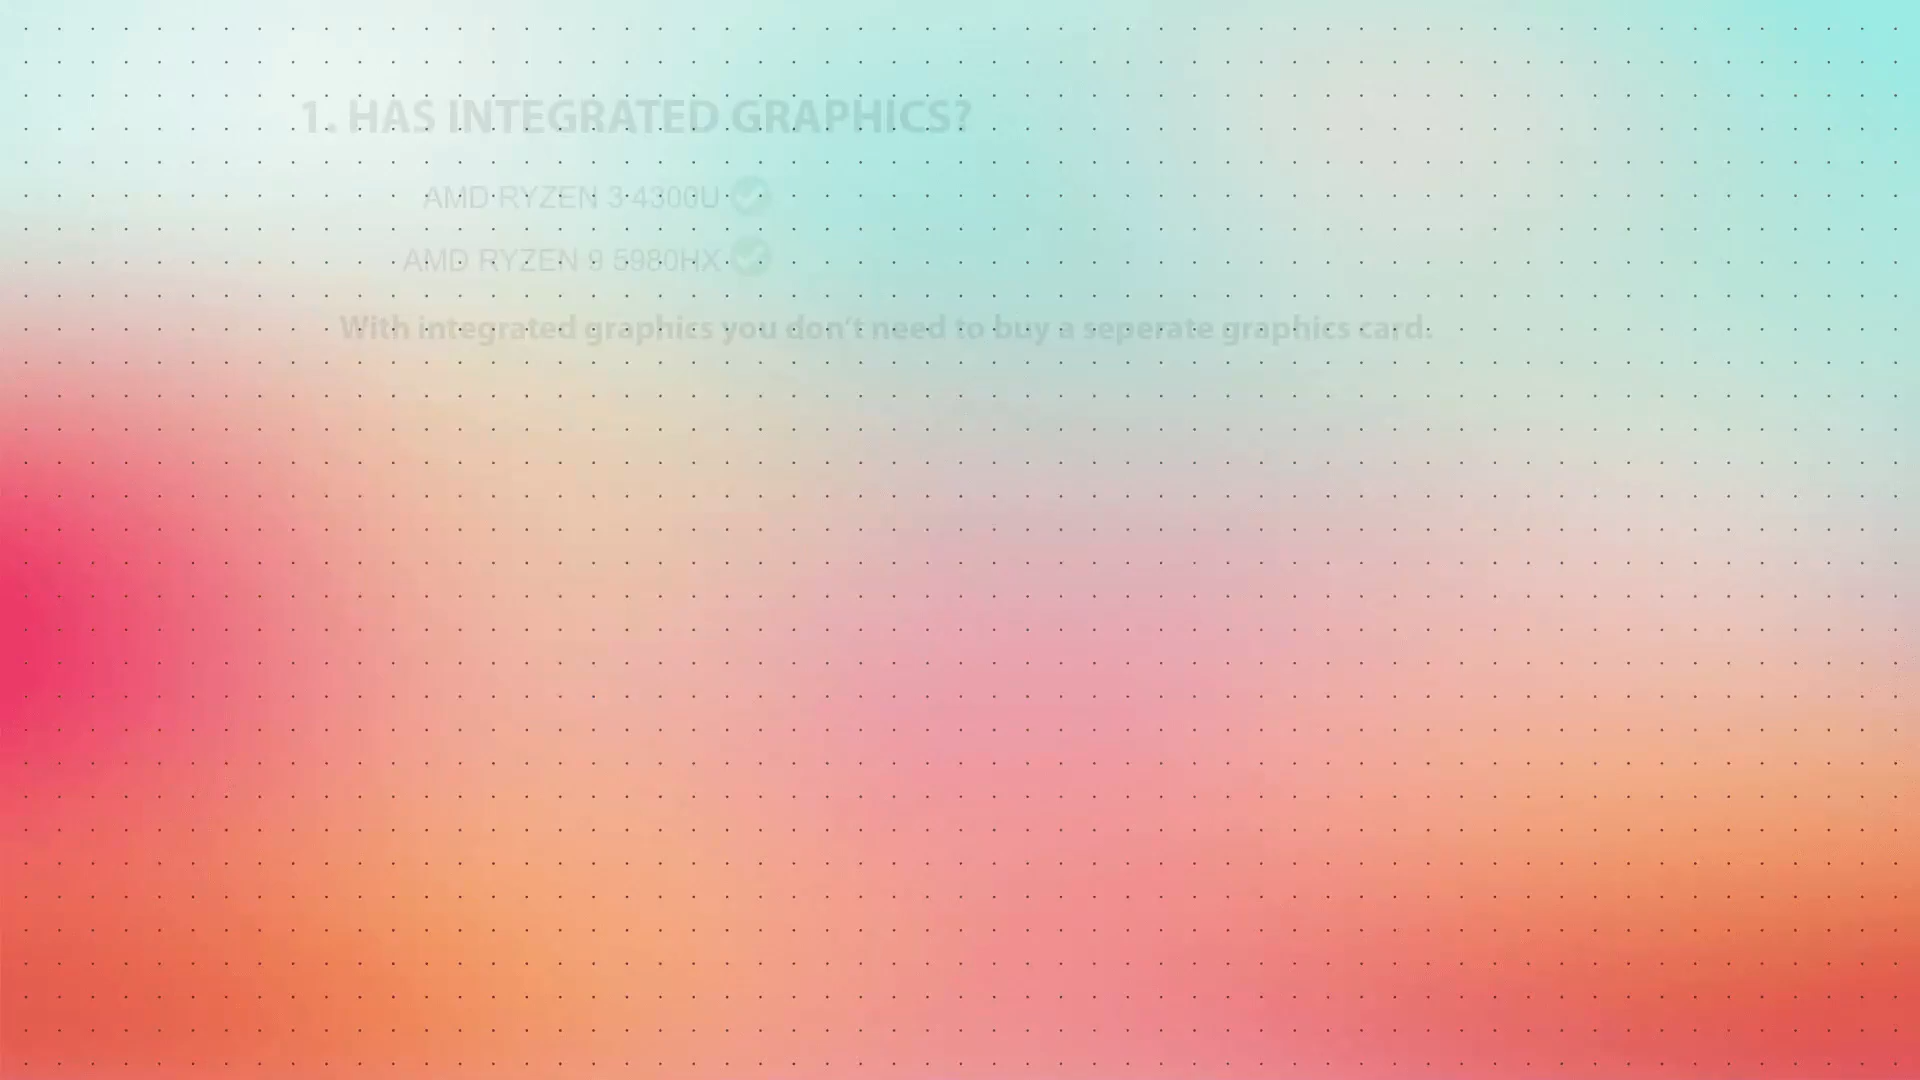 1. HAS INTEGRATED GRAPHICS?
AMD RYZEN 3 4300U
AMD RYZEN 9 5980HX
With integrated graphics you don't need to buy a seperate graphics card.